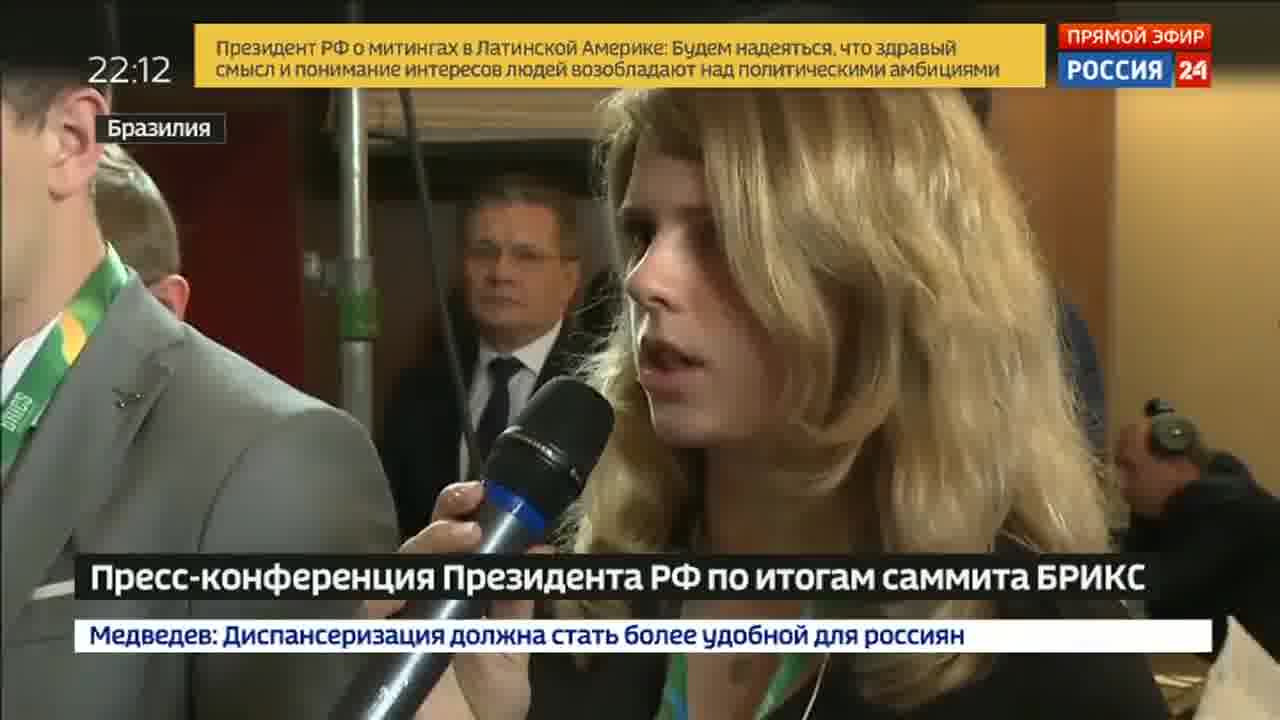 22:12
Президент РФ о митингах в Латинской Америке: Будем надеяться, что здравый
смысл и понимание интересов людей возобладают над политическими амбициями
ПРЯМОЙ ЭФИР
РОССИЯ 24
Бразилия
BRICS
Пресс-конференция Президента РФ по итогам саммита БРИКС
Медведев: Диспансеризация должна стать более удобной для россиян